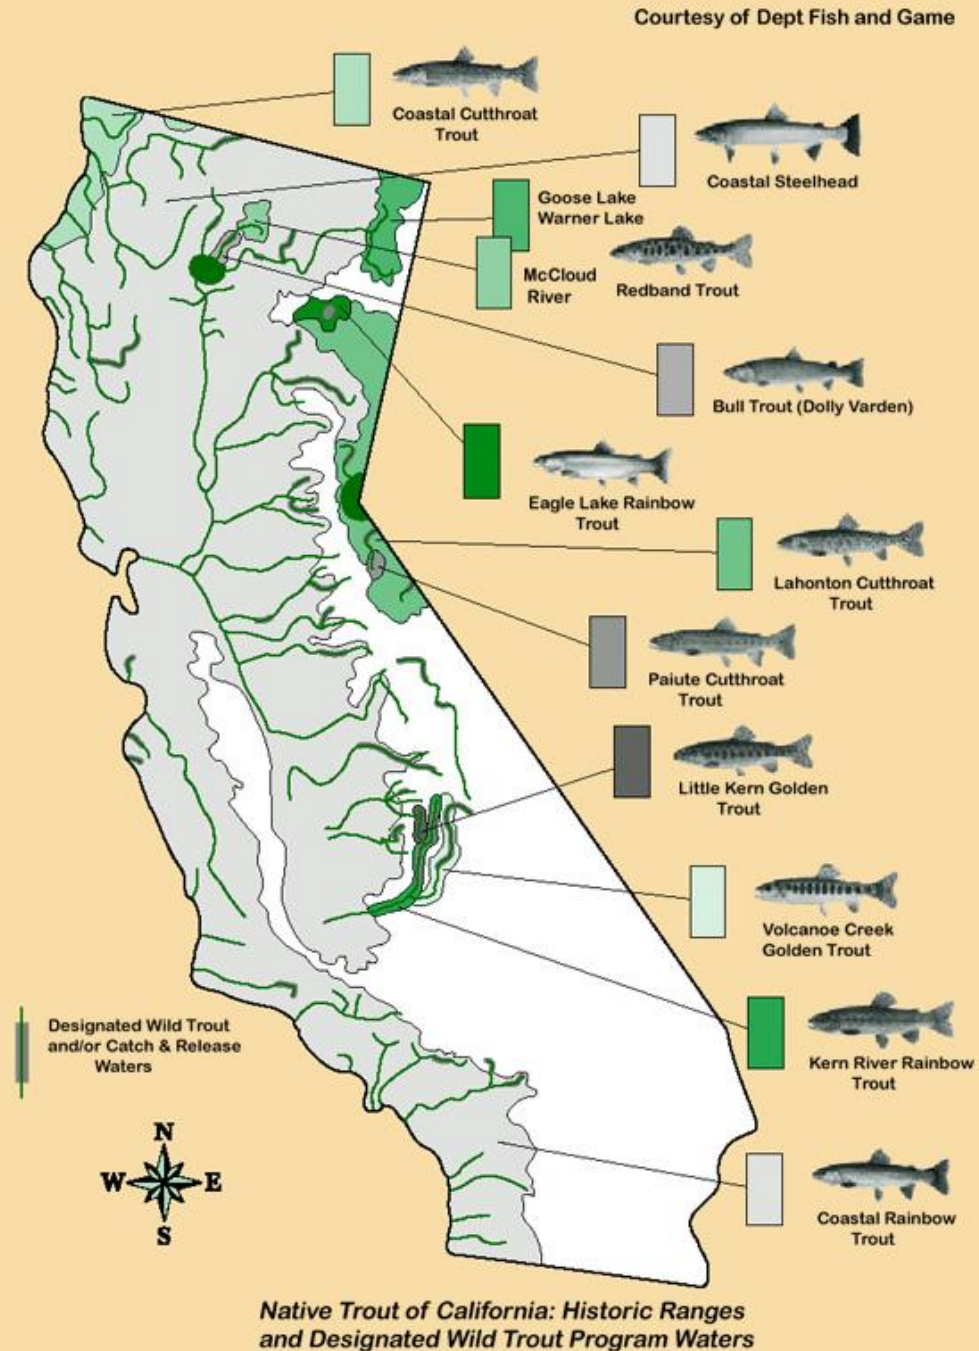 Courtesy of Dept Fish and Game
Coastal Cutthroat
Trout
Coastal Steelhead
Goose Lake
Warner Lake
McCloud
River
Redband Trout
Bull Trout (Dolly Varden)
Eagle Lake Rainbow
Trout
Lahonton Cutthroat
Trout
Paiute Cutthroat
Trout
Little Kern Golden
Trout
Volcanoe Creek
Golden Trout
Kern River Rainbow
Trout
Coastal Rainbow
Trout
Designated Wild Trout
and/or Catch & Release
Waters
N
W E
S
Native Trout of California: Historic Ranges
and Designated Wild Trout Program Waters